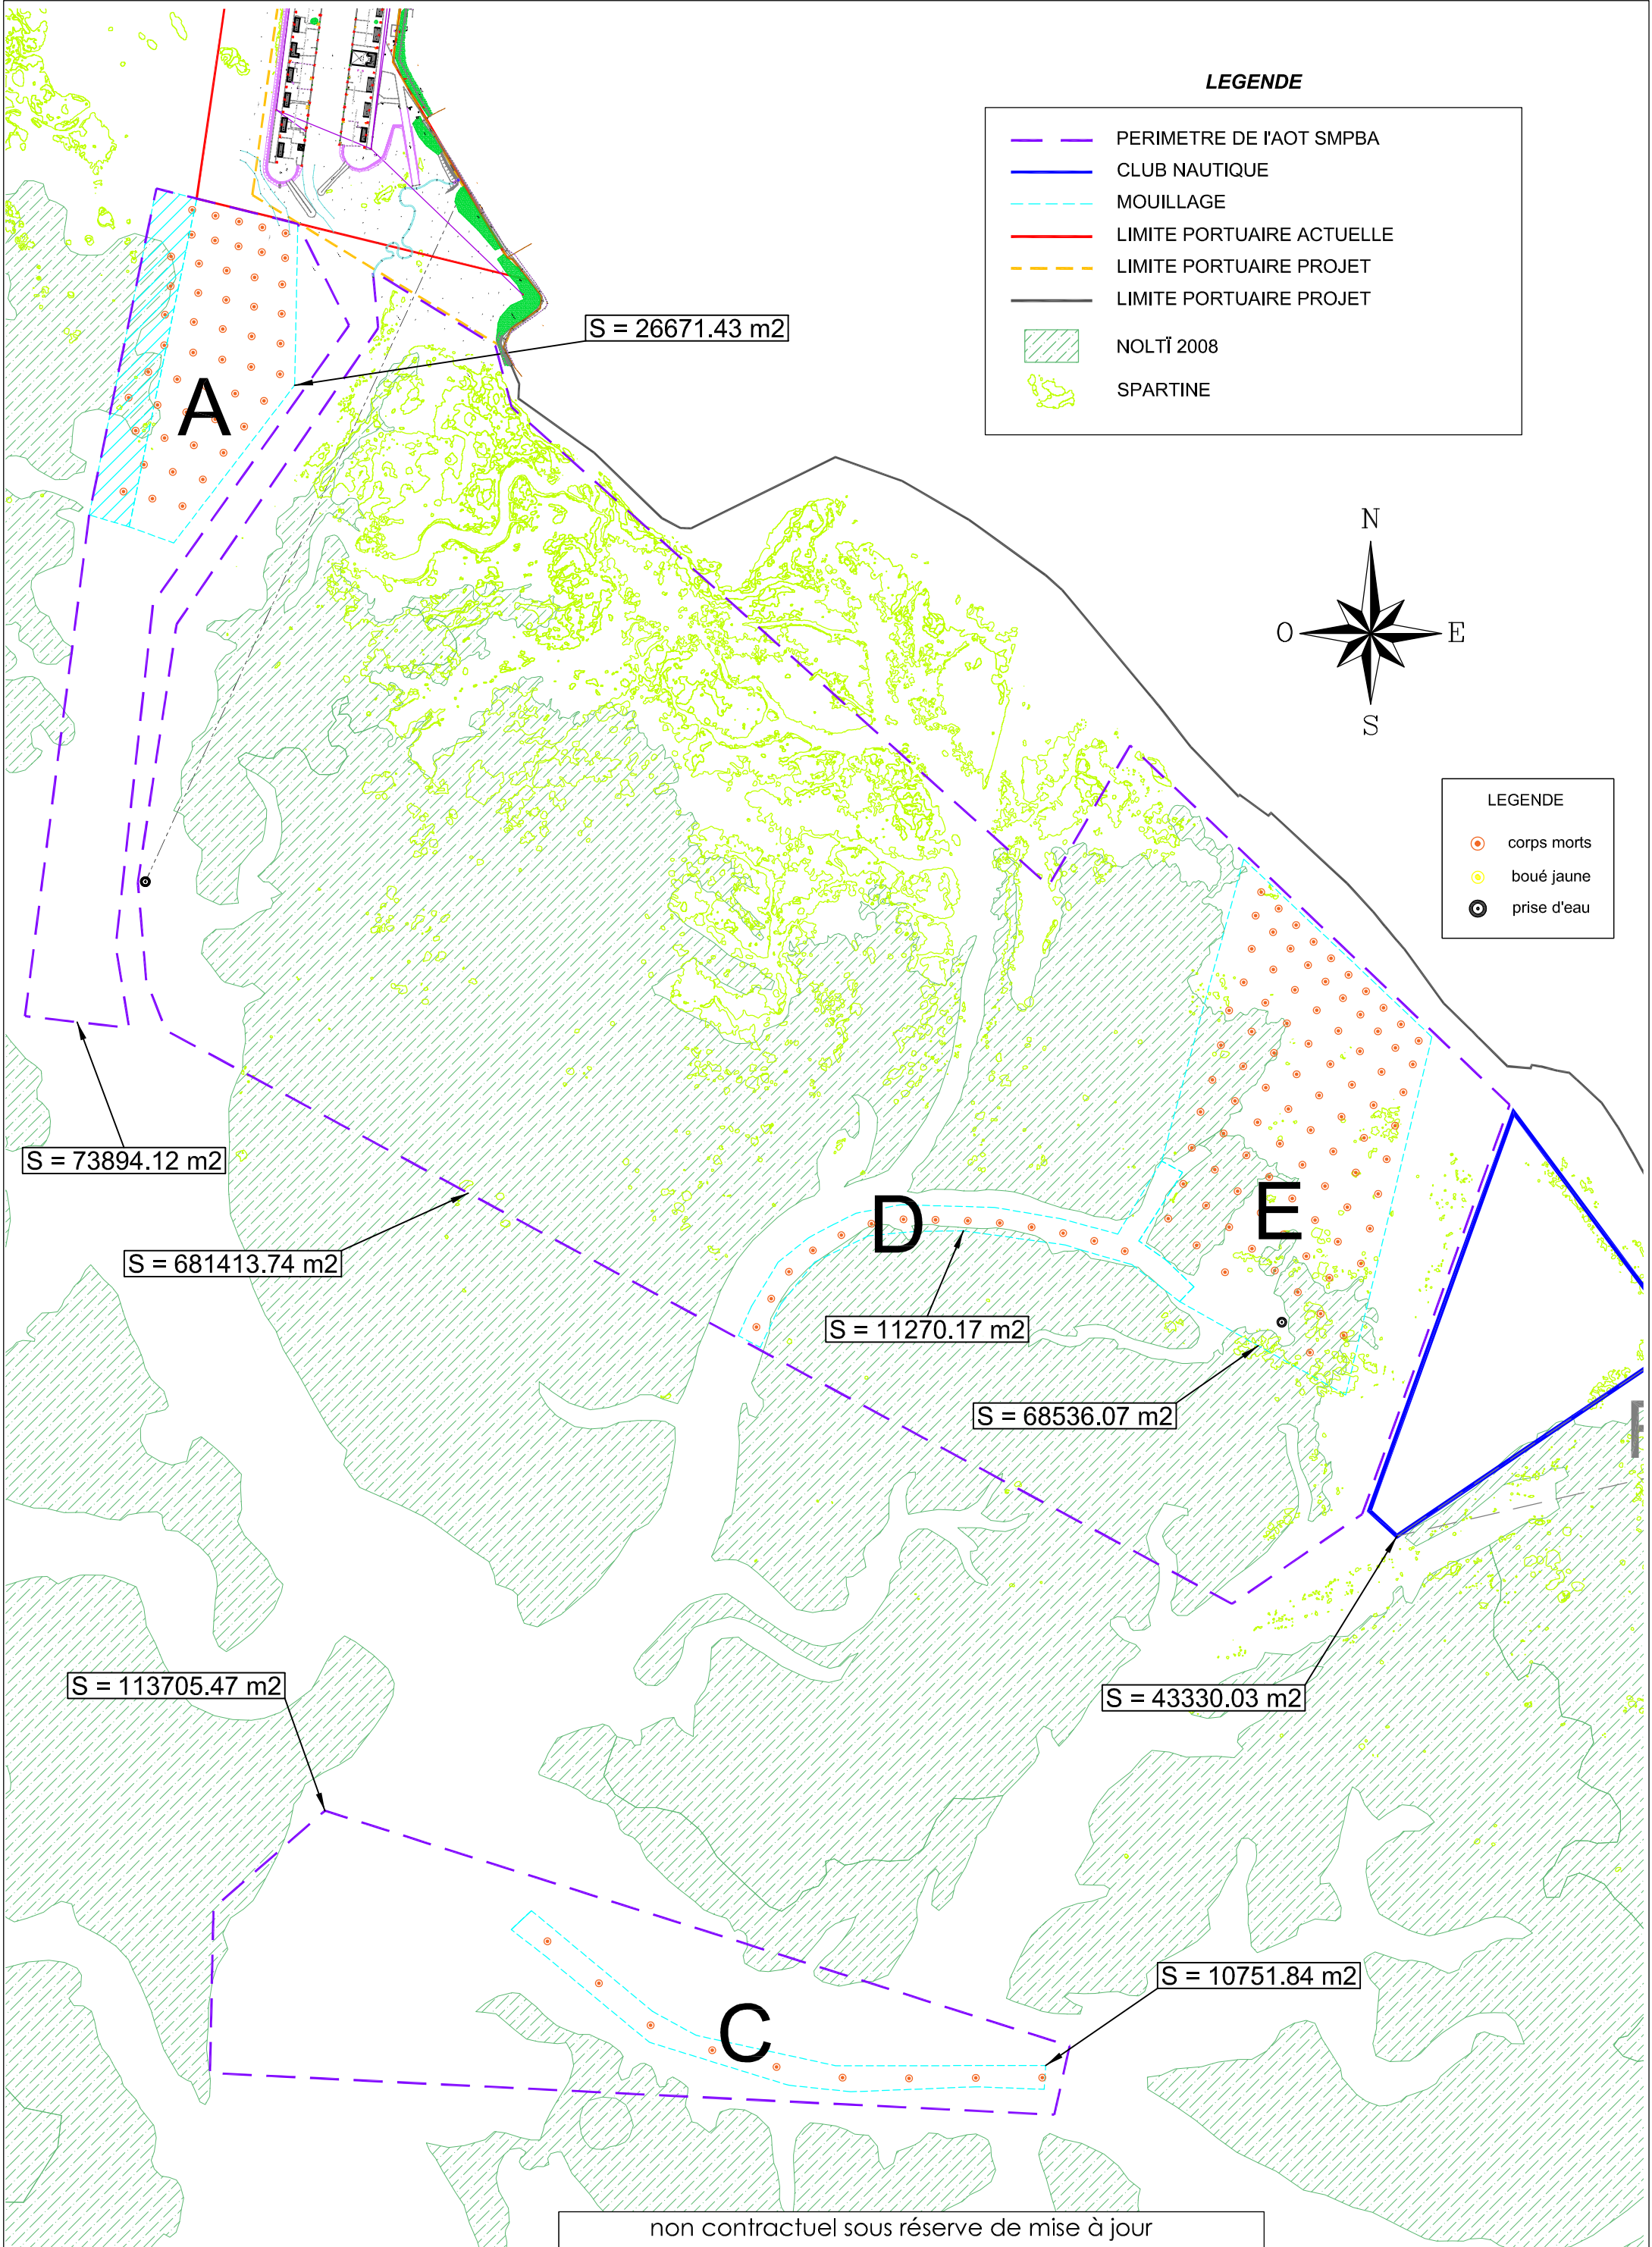 LEGENDE
PERIMETRE DE l'AOT SMPBA
CLUB NAUTIQUE
MOUILLAGE
LIMITE PORTUAIRE ACTUELLE
LIMITE PORTUAIRE PROJET
LIMITE PORTUAIRE PROJET
NOLTÏ 2008
SPARTINE
S = 26671.43 m2
A
N
O
E
S
LEGENDE
corps morts
boué jaune
prise d'eau
S = 73894.12 m2
D
E
S = 681413.74 m2
S = 11270.17 m2
S = 68536.07 m2
S = 113705.47 m2
S = 43330.03 m2
S = 10751.84 m2
C
non contractuel sous réserve de mise à jour